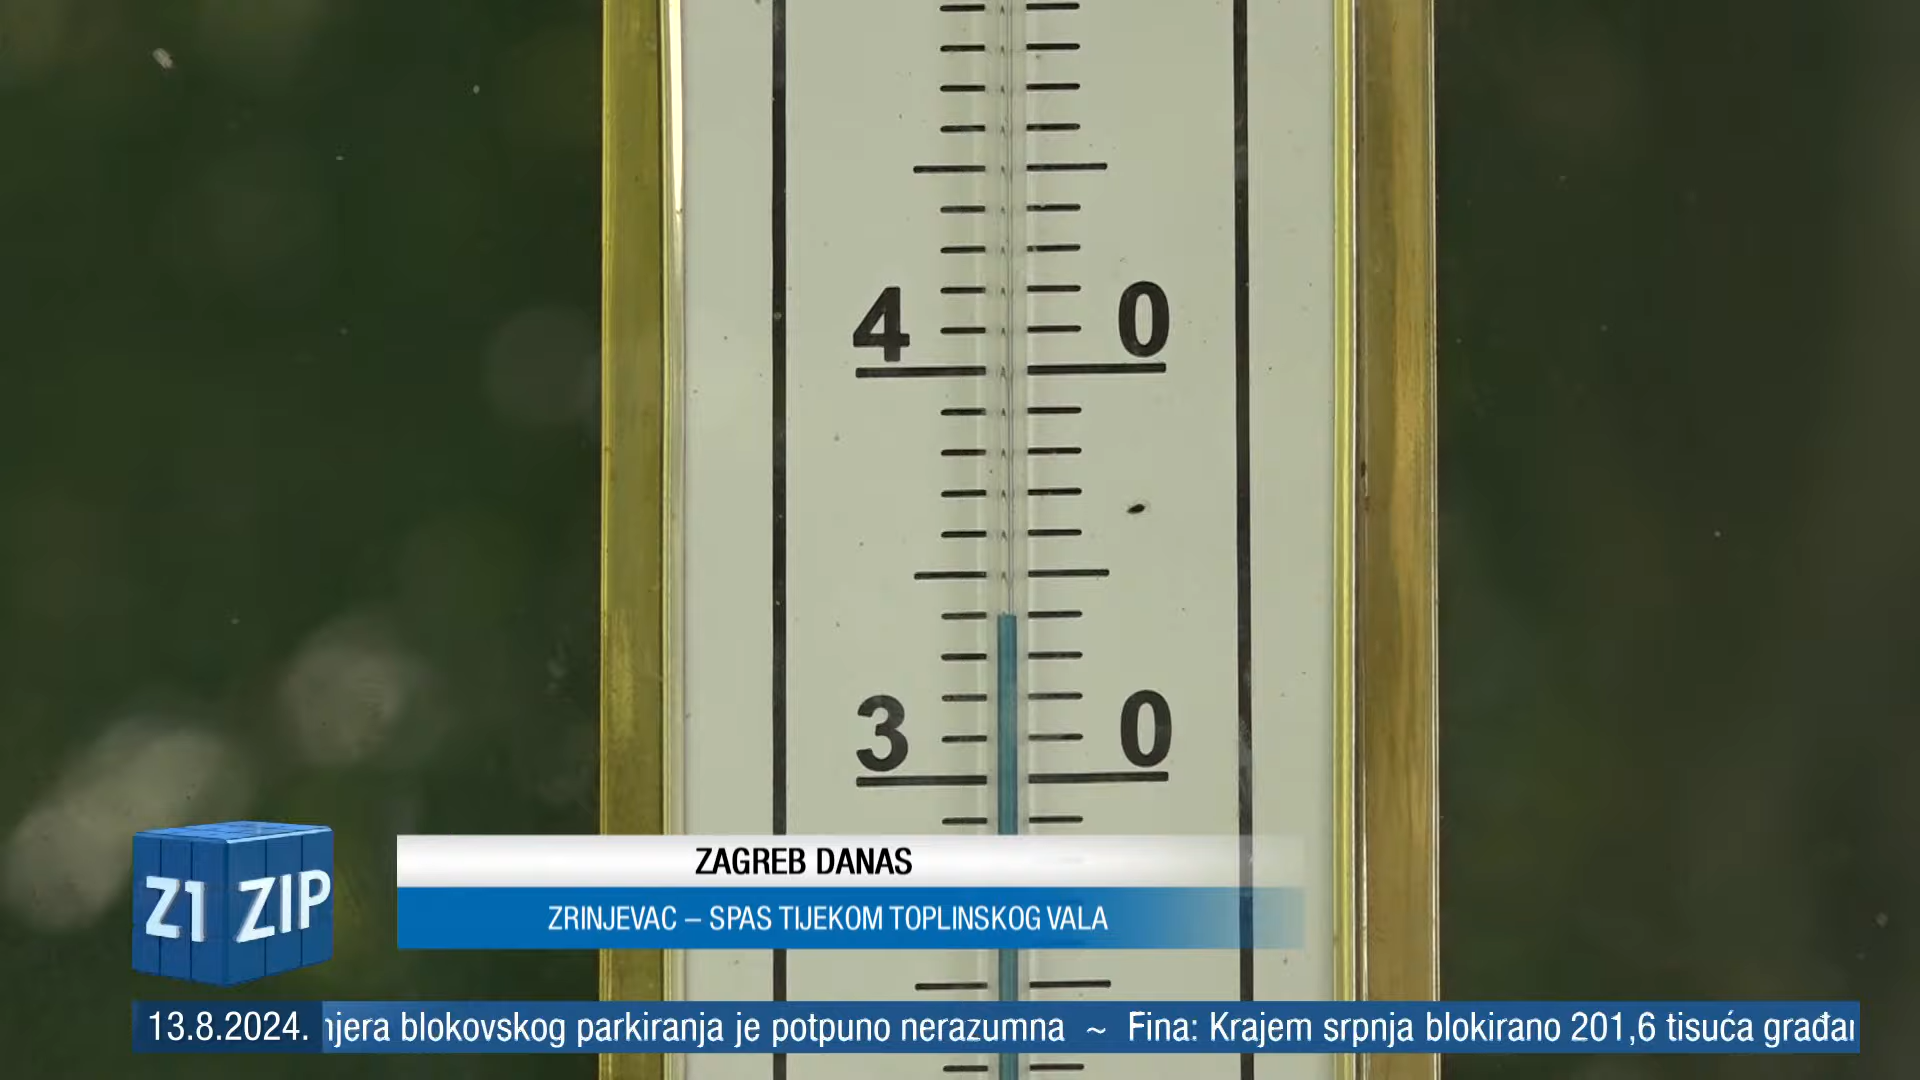 4 0
3 0
Z1 ZIP
ZAGREB DANAS
ZRINJEVAC – SPAS TIJEKOM TOPLINSKOG VALA
13.8.2024. blokovskog parkiranja je potpuno nerazumna ~ Fina: Krajem srpnja blokirano 201,6 tisuća